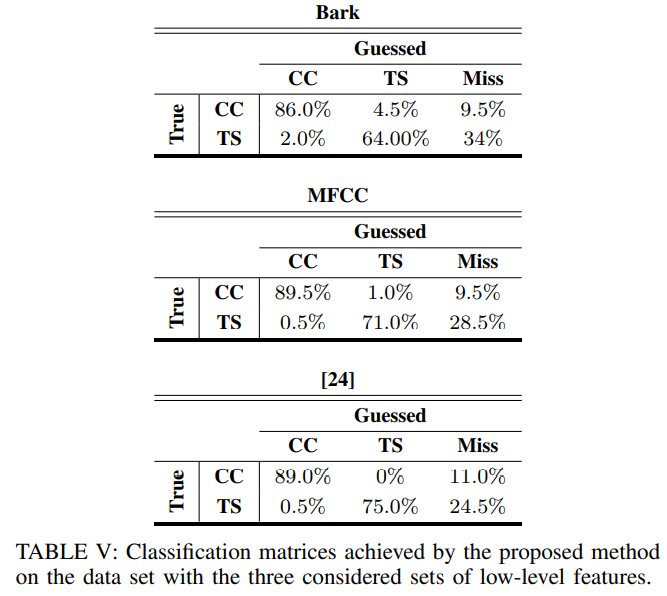 Bark
Guessed
CC TS Miss
True CC 86.0% 4.5% 9.5%
TS 2.0% 64.00% 34%
MFCC
Guessed
CC TS Miss
True CC 89.5% 1.0% 9.5%
TS 0.5% 71.0% 28.5%
[24]
Guessed
CC TS Miss
True CC 89.0% 0% 11.0%
TS 0.5% 75.0% 24.5%
TABLE V: Classification matrices achieved by the proposed method
on the data set with the three considered sets of low-level features.